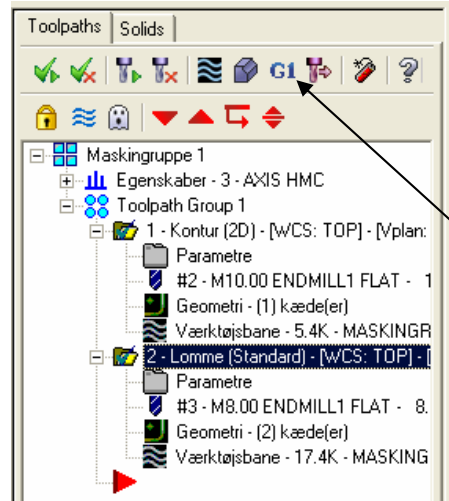 Toolpaths Solids
G1
Maskingruppe 1
Egenskaber - 3 - AXIS HMC
Toolpath Group 1
1 - Kontur (2D) - [WCS: TOP] - [Vplan:
Parametre
#2 - M10.00 ENDMILL1 FLAT - 1
Geometri - (1) kæde(er)
Værktøjsbane - 5.4K - MASKINGR
2 - Lomme (Standard) - [WCS: TOP] - [
Parametre
#3 - M8.00 ENDMILL1 FLAT - 8.
Geometri - (2) kæde(er)
Værktøjsbane - 17.4K - MASKING